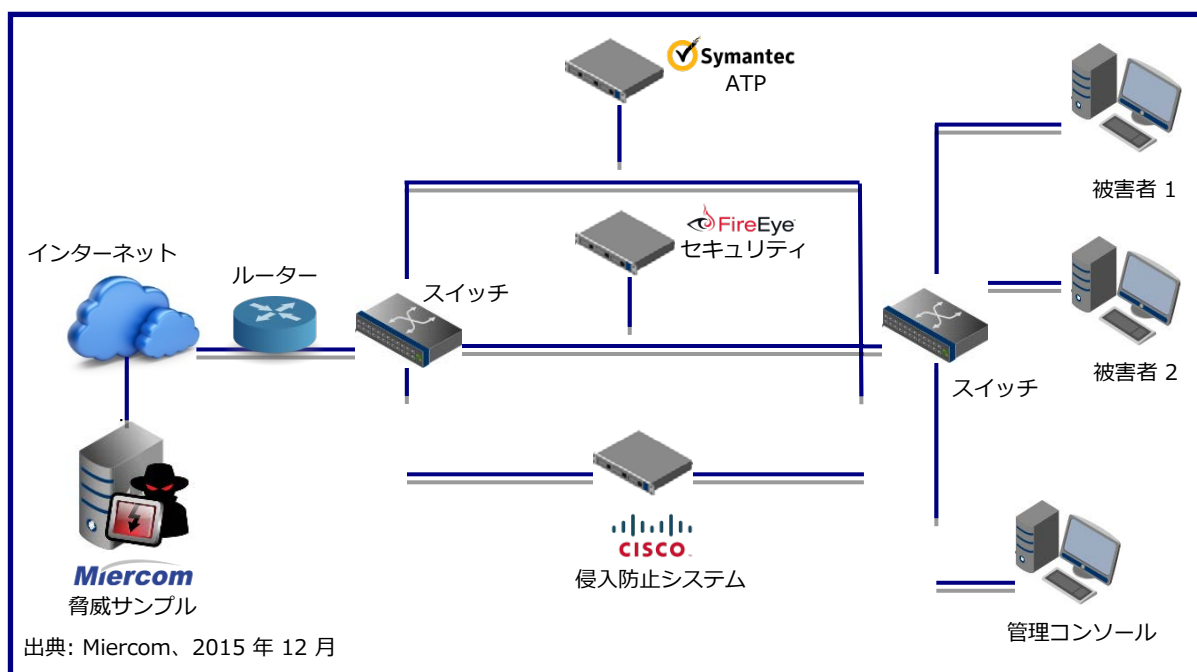 Symantec
ATP
被害者 1
FireEye
セキュリティ
インターネット
ルーター
スイッチ
被害者 2
スイッチ
CISCO
侵入防止システム
Miercom
脅威サンプル
管理コンソール
出典: Miercom、2015 年 12 月